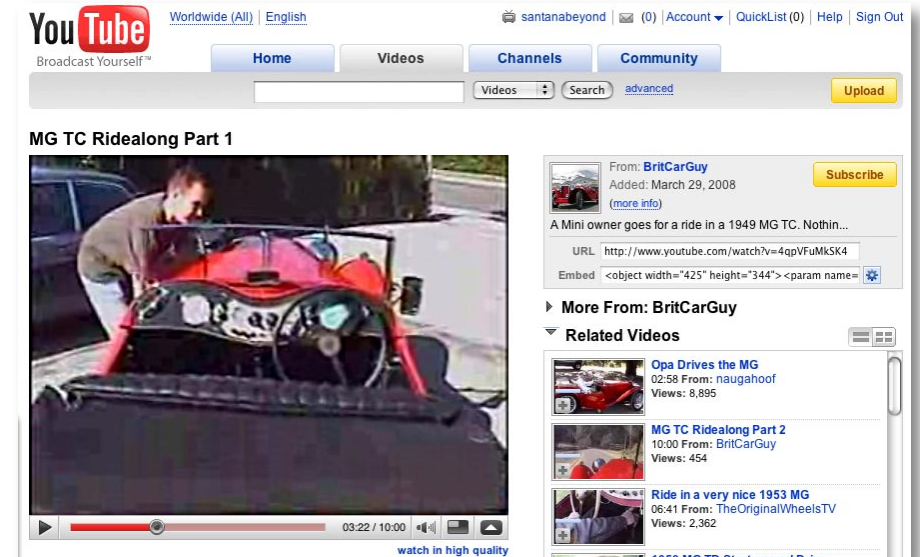 YouTube
Broadcast Yourself™
Worldwide (All) | English
santanabeyond | (0) | Account | QuickList (0) | Help | Sign Out
Home
Videos
Channels
Community
Videos
Search
advanced
Upload
MG TC Ridealong Part 1
03:22 / 10:00
watch in high quality
From: BritCarGuy
Added: March 29, 2008
(more info)
Subscribe
A Mini owner goes for a ride in a 1949 MG TC. Nothin...
URL http://www.youtube.com/watch?v=4qpVFuMkSK4
Embed <object width="425" height="344"><param name=
More From: BritCarGuy
Related Videos
Opa Drives the MG
02:58 From: naugahoof
Views: 8,895
MG TC Ridealong Part 2
10:00 From: BritCarGuy
Views: 454
Ride in a very nice 1953 MG
06:41 From: TheOriginalWheelsTV
Views: 2,362